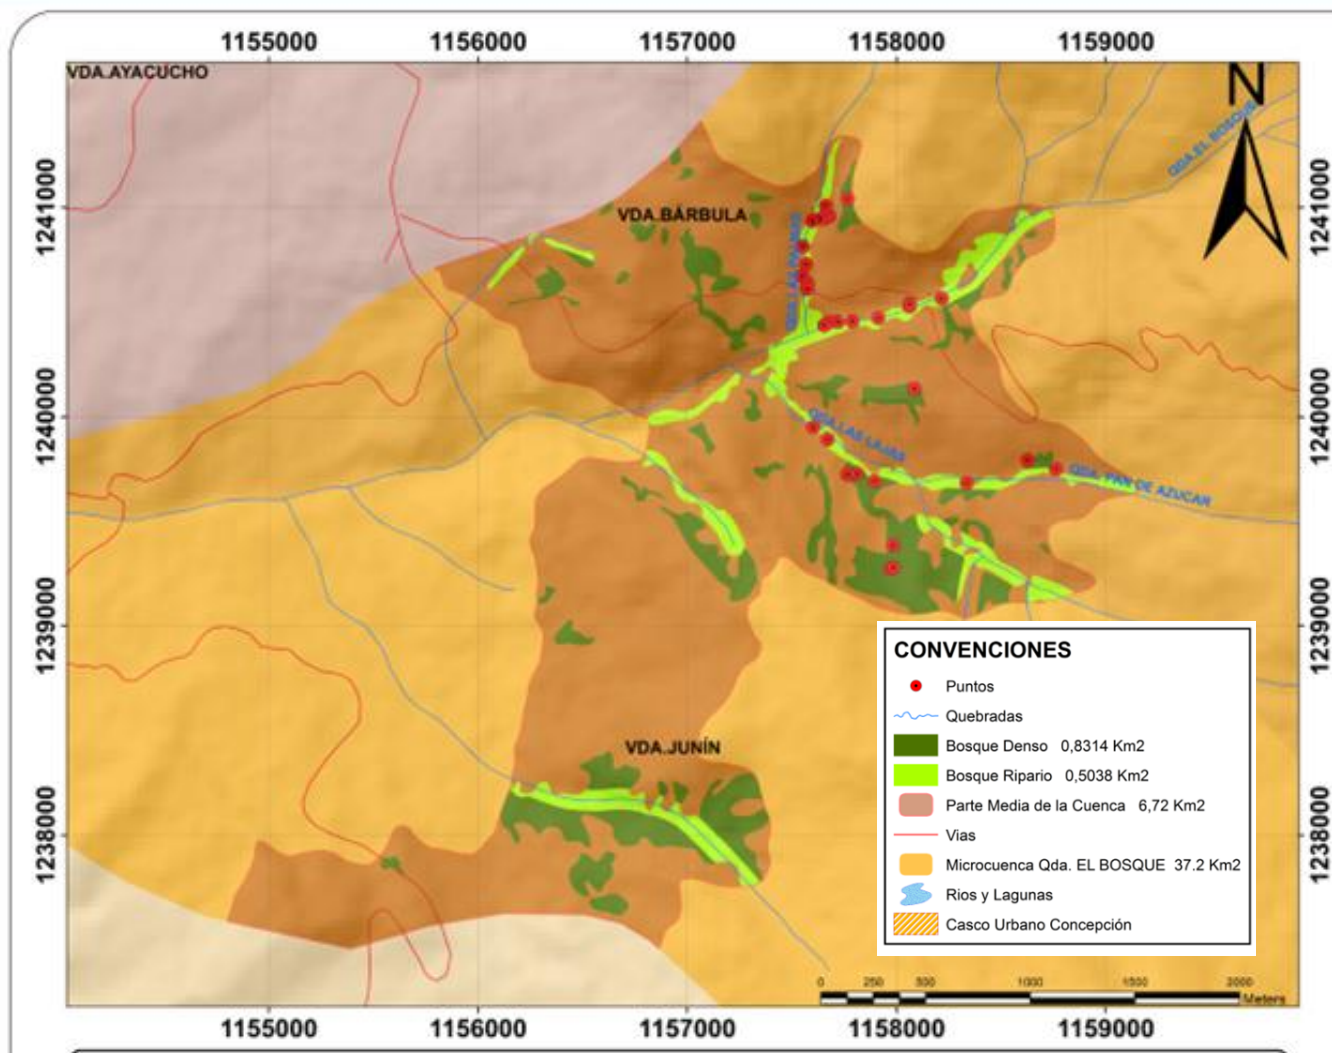 1155000 1156000 1157000 1158000 1159000
VDA.AYACUCHO
N
QDA.EL BOSQUE
1241000 1241000
VDA.BÁRBULA
1240000 1240000
QDA.LAS LAJAS
QDA. PAN DE AZUCAR
1239000 1239000
CONVENCIONES
Puntos
Quebradas
Bosque Denso 0,8314 Km2
Bosque Ripario 0,5038 Km2
Parte Media de la Cuenca 6,72 Km2
Vias
Microcuenca Qda. EL BOSQUE 37.2 Km2
Rios y Lagunas
Casco Urbano Concepción
VDA.JUNÍN
1238000 1238000
0 250 500 1000 1500 2000
Meters
1155000 1156000 1157000 1158000 1159000